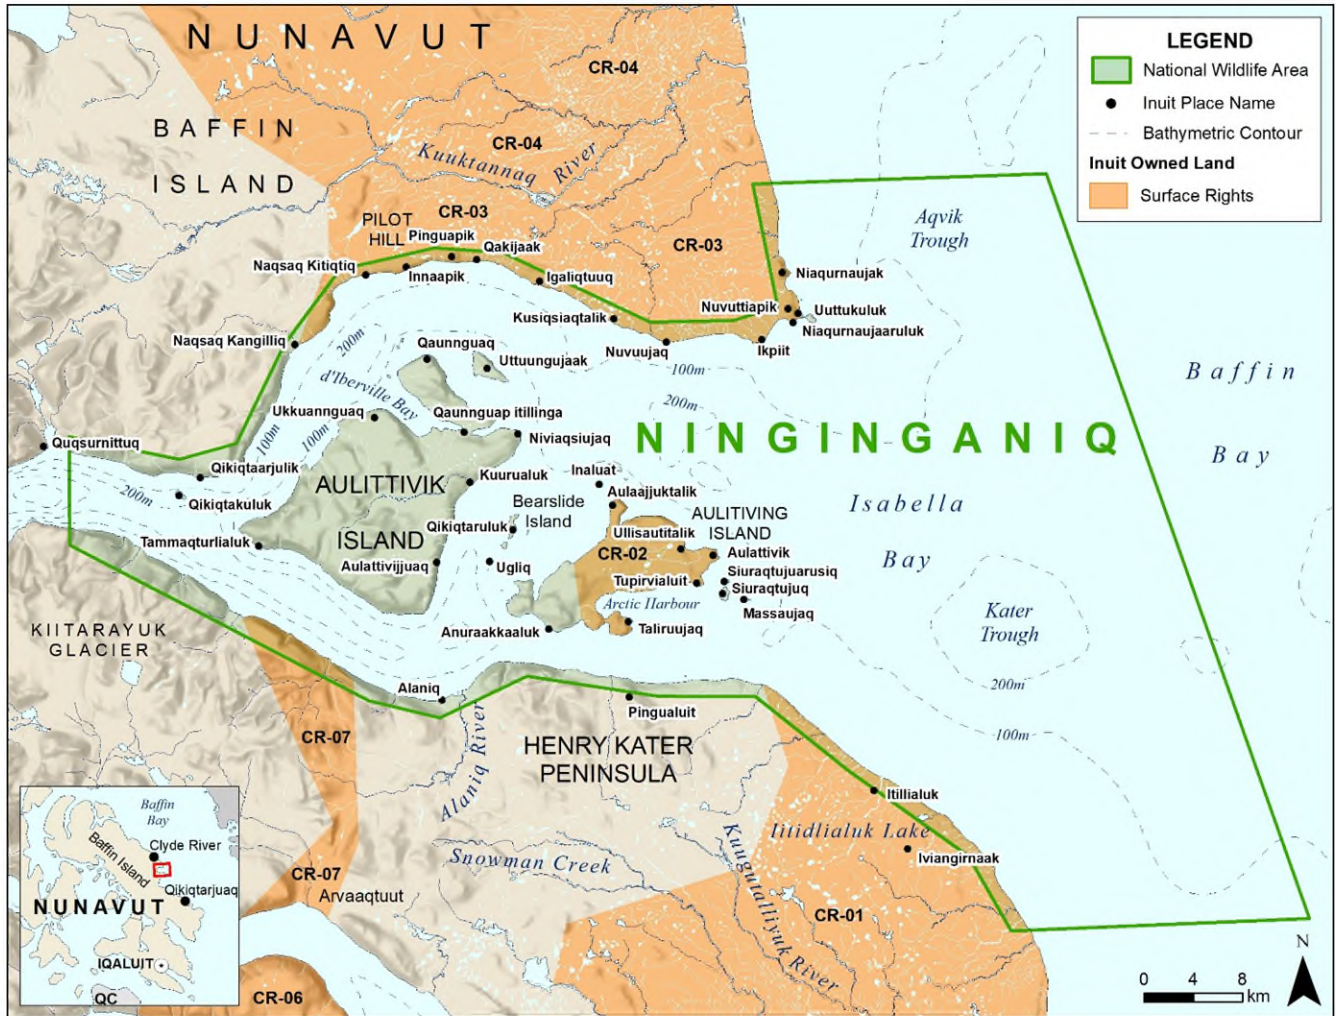 NUNAVUT
CR-04
LEGEND
National Wildlife Area
Inuit Place Name
Bathymetric Contour
Inuit Owned Land
Surface Rights
BAFFIN
ISLAND
CR-04
Kuuktannaq River
PILOT
HILL
CR-03
Pinguapik
Qakijaak
CR-03
Aqvik
Trough
Naqsaq Kitiqtiq
Innaapik
Igaliqtuuq
Niaqurnaujak
Nuvuttiapik
Uuttukuluk
Kusiqsiaqtalik
Niaqurnaujaaruluk
Naqsaq Kangilliq
200m
Qaunnguaq
Uttuungujaak
Nuvuujaq
Ikpiit
100m
Baffin
Bay
d'Iberville Bay
200m
Ukkuannguaq
Qaunnguap itillinga
100m
100m
Niviaqsiujaq
NINGINGANIQ
Quqsurnittuq
Qikiqtaarjulik
200m
Qikiqtakuluk
AULITTIVIK
ISLAND
Kuurualuk
Inaluat
Aulaajjuktalik
Bearslide
Island
AULITIVING
ISLAND
Isabella
Bay
Qikiqtaruluk
Ullisautitalik
Tammaqturlialuk
CR-02
Aulattivik
Aulattivijjuaq
Ugliq
Siuraqtujuarusiq
Tupirvialuit
Siuraqtujuq
Arctic Harbour
Massaujaq
Kater
Trough
KIITARAYUK
GLACIER
Anuraakkaaluk
Taliruujaq
200m
Alaniq
Pingualuit
100m
CR-07
Alaniq River
HENRY KATER
PENINSULA
Itillialuk
Iitidlialuk Lake
Iviangirnaak
Snowman Creek
Kuugutalliyuk River
CR-07
Arvaaqtuut
CR-01
CR-06
Baffin
Bay
Clyde River
Baffin Island
Qikiqtarjuaq
NUNAVUT
IQALUIT
QC
N
0 4 8
km